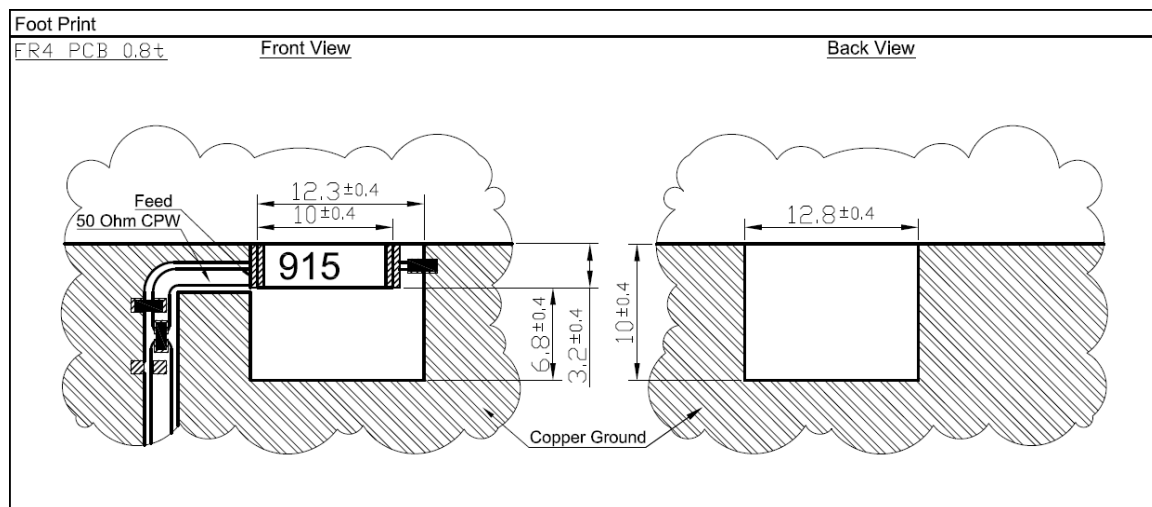 Foot Print
FR4 PCB 0.8t
Front View
Back View
12.3±0.4
10±0.4
Feed
50 Ohm CPW
915
6.8±0.4
3.2±0.4
12.8±0.4
10±0.4
Copper Ground